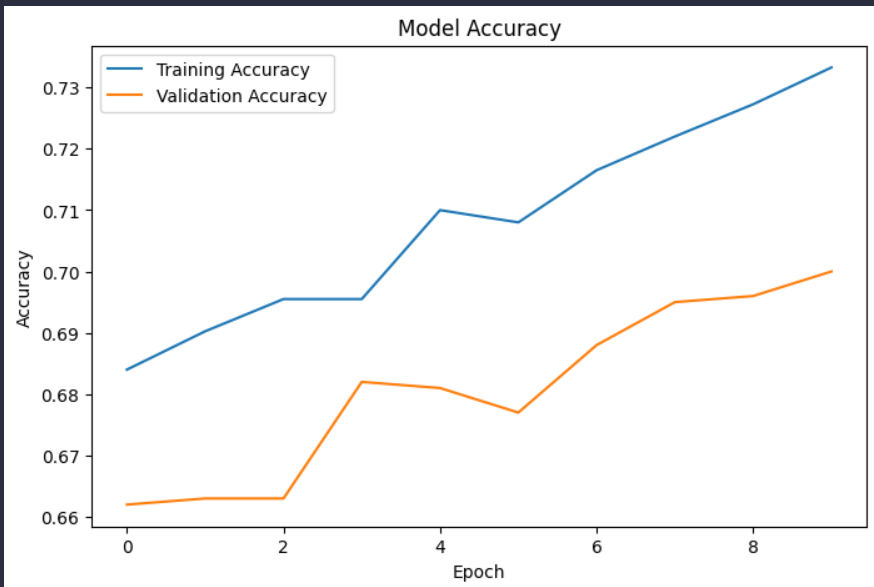 Model Accuracy
Training Accuracy
Validation Accuracy
0.73
0.72
0.71
0.70
0.69
0.68
0.67
0.66
Accuracy
0 2 4 6 8
Epoch